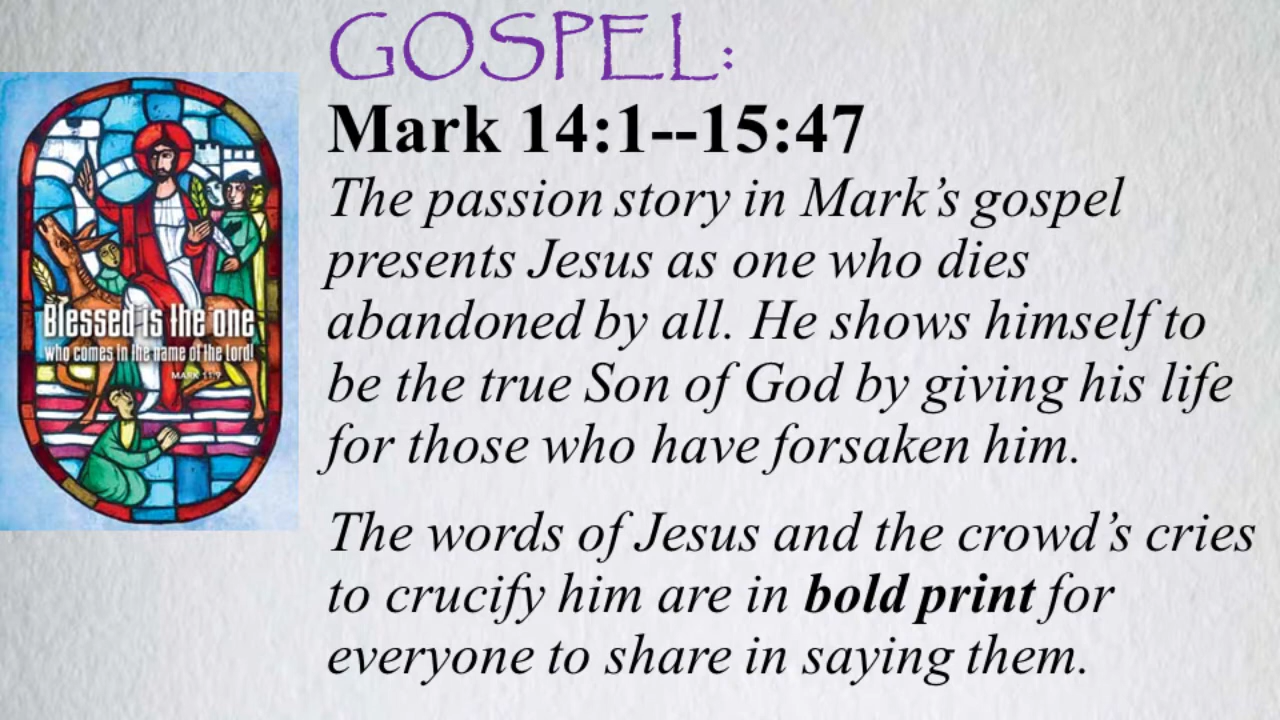 GOSPEL:
Mark 14:1--15:47
The passion story in Mark’s gospel
presents Jesus as one who dies
abandoned by all. He shows himself to
be the true Son of God by giving his life
for those who have forsaken him.
The words of Jesus and the crowd’s cries
to crucify him are in bold print for
everyone to share in saying them.
Blessed is the one
who comes in the name of the Lord!
MARK 11:9